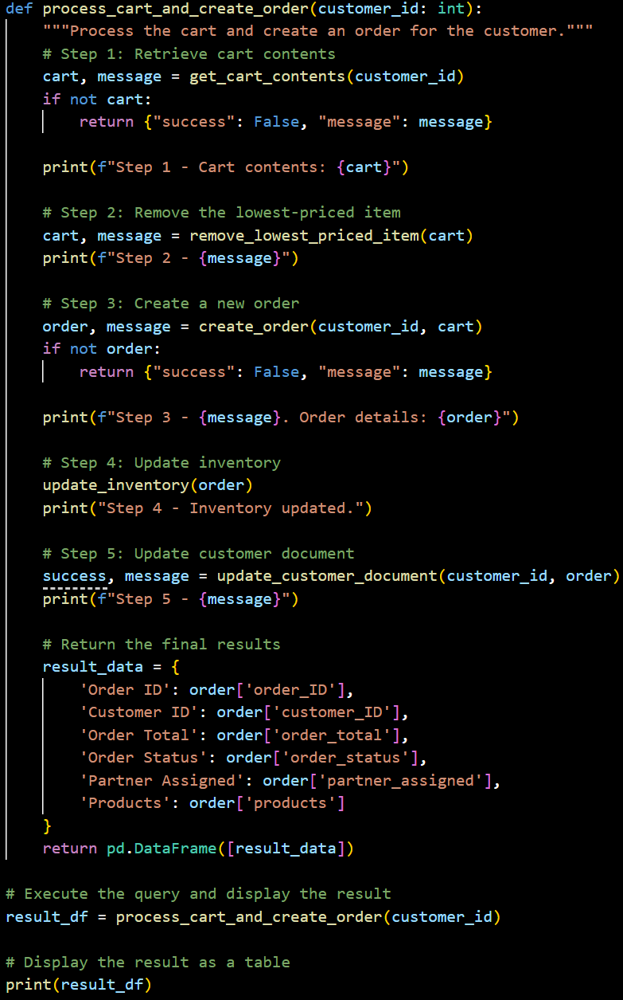 def process_cart_and_create_order(customer_id: int):
    """Process the cart and create an order for the customer."""
    # Step 1: Retrieve cart contents
    cart, message = get_cart_contents(customer_id)
    if not cart:
        return {"success": False, "message": message}

    print(f"Step 1 - Cart contents: {cart}")

    # Step 2: Remove the lowest-priced item
    cart, message = remove_lowest_priced_item(cart)
    print(f"Step 2 - {message}")

    # Step 3: Create a new order
    order, message = create_order(customer_id, cart)
    if not order:
        return {"success": False, "message": message}

    print(f"Step 3 - {message}. Order details: {order}")

    # Step 4: Update inventory
    update_inventory(order)
    print("Step 4 - Inventory updated.")

    # Step 5: Update customer document
    success, message = update_customer_document(customer_id, order)
    print(f"Step 5 - {message}")

    # Return the final results
    result_data = {
        'Order ID': order['order_ID'],
        'Customer ID': order['customer_ID'],
        'Order Total': order['order_total'],
        'Order Status': order['order_status'],
        'Partner Assigned': order['partner_assigned'],
        'Products': order['products']
    }
    return pd.DataFrame([result_data])

# Execute the query and display the result
result_df = process_cart_and_create_order(customer_id)

# Display the result as a table
print(result_df)